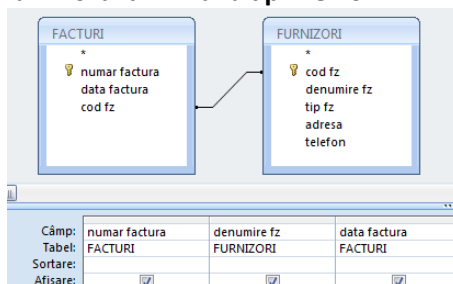 FACTURI
*
numar factura
data factura
cod fz
FURNIZORI
*
cod fz
denumire fz
tip fz
adresa
telefon
Câmp: numar factura denumire fz data factura
Tabel: FACTURI FURNIZORI FACTURI
Sortare:
Afișare: